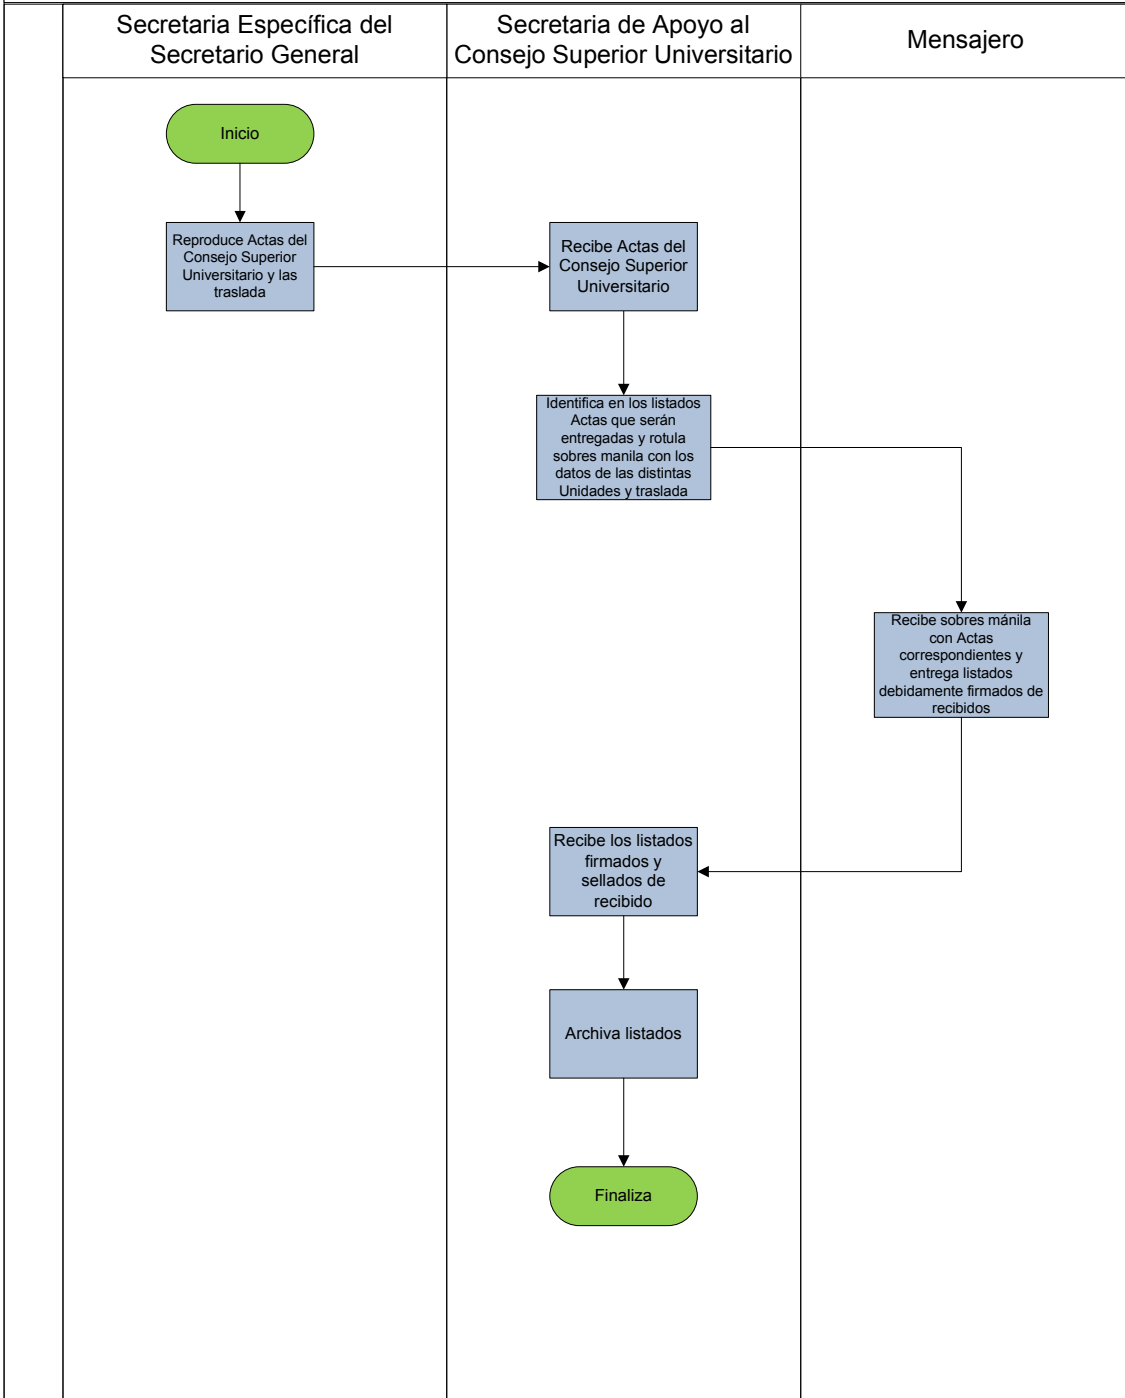 Secretaria Específica del
Secretario General
Secretaria de Apoyo al
Consejo Superior Universitario
Mensajero
Inicio
Reproduce Actas del
Consejo Superior
Universitario y las
traslada
Recibe Actas del
Consejo Superior
Universitario
Identifica en los listados
Actas que serán
entregadas y rotula
sobres manila con los
datos de las distintas
Unidades y traslada
Recibe sobres mánila
con Actas
correspondientes y
entrega listados
debidamente firmados de
recibidos
Recibe los listados
firmados y
sellados de
recibido
Archiva listados
Finaliza